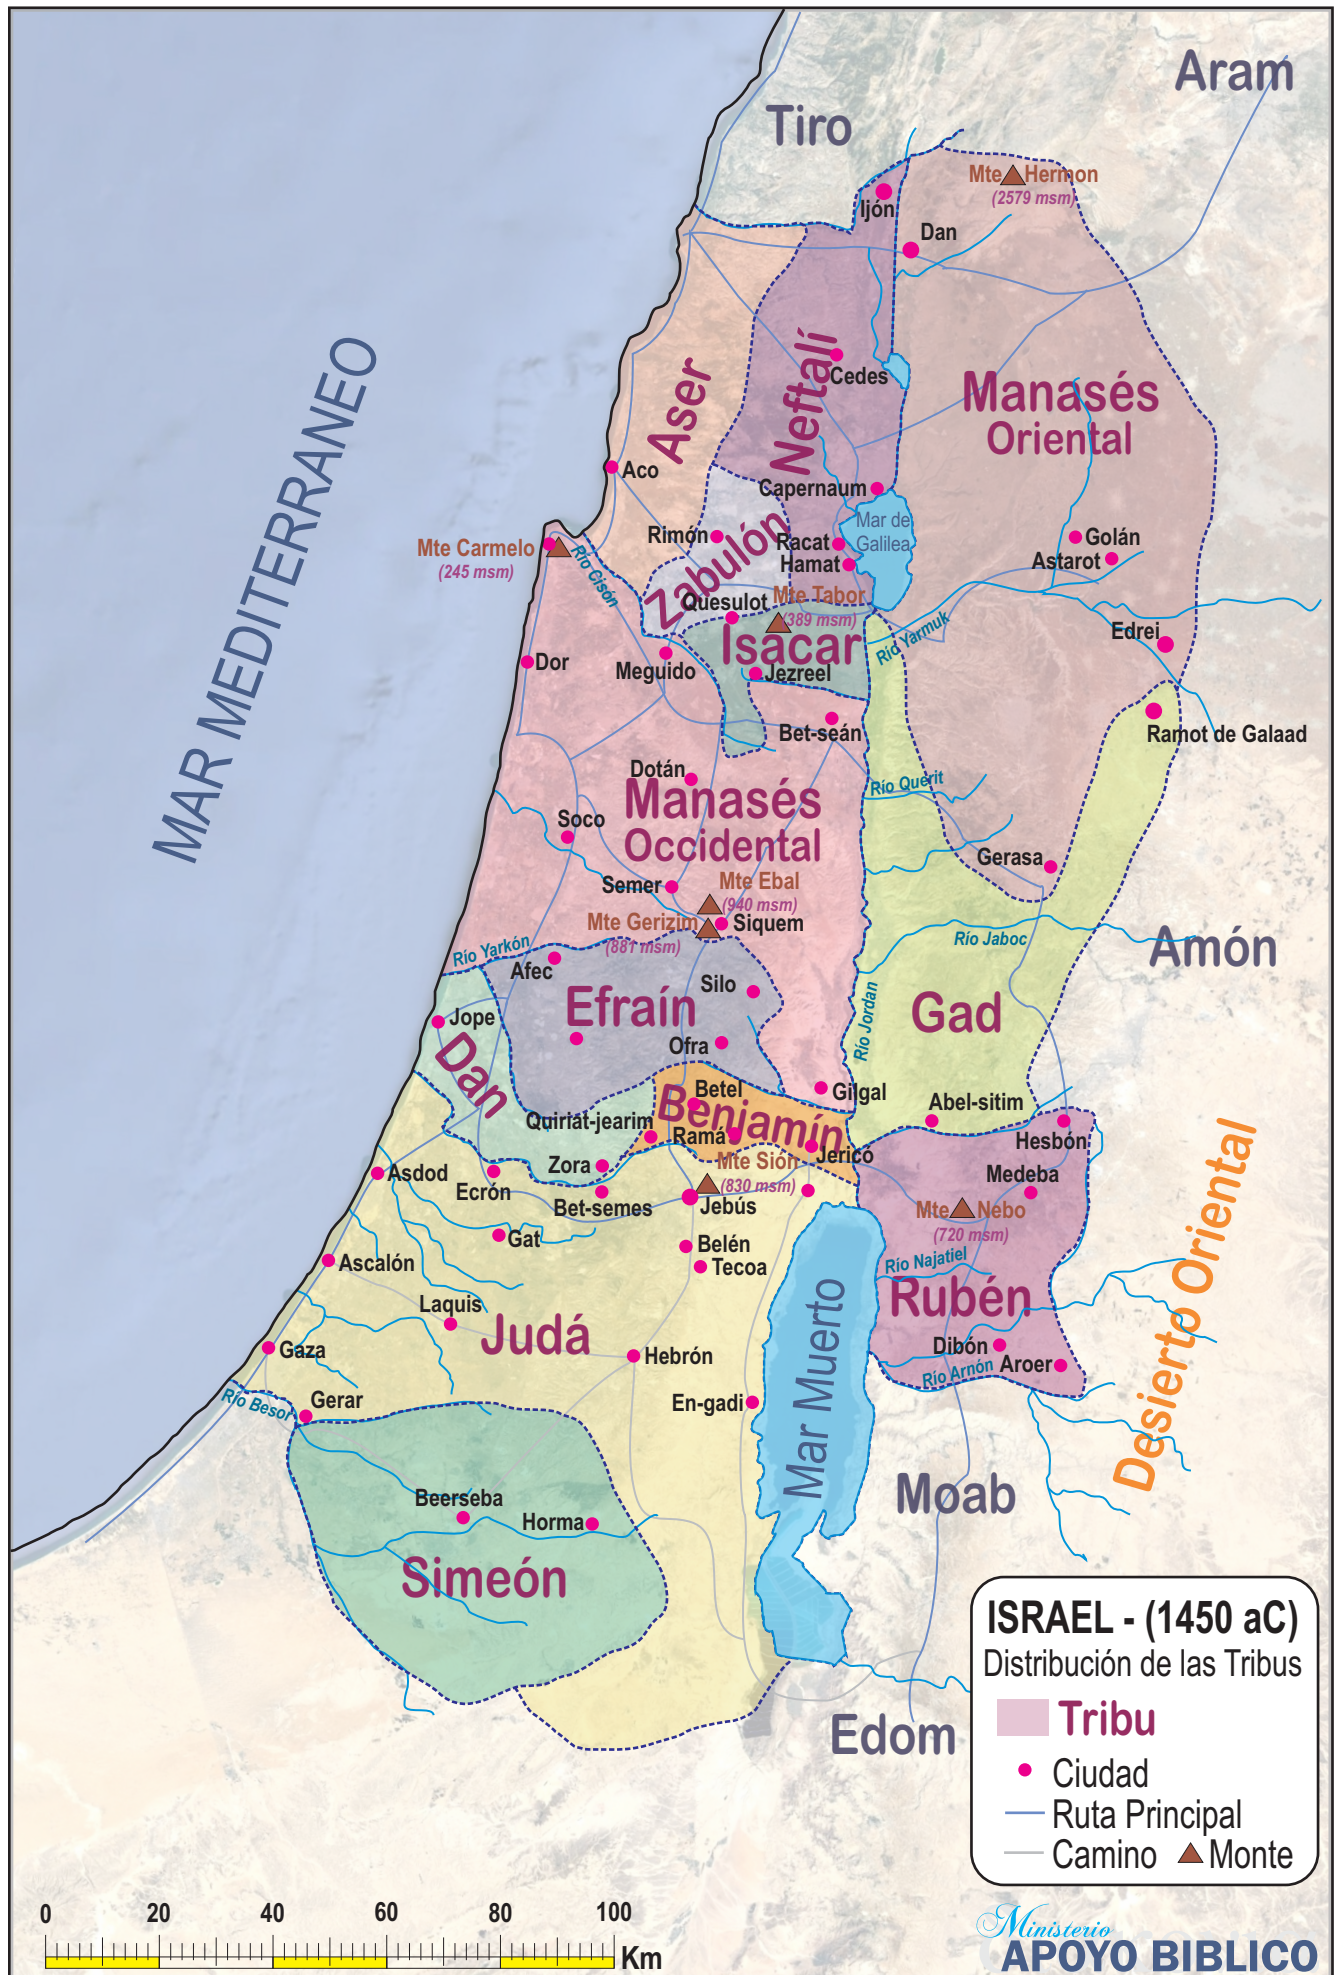 Aram
Tiro
Mte Hermon
(2579 msm)
Ijón
Dan
MAR MEDITERRANEO
Aser
Neftalí
Cedes
Manasés
Oriental
Aco
Capernaum
Mar de
Galilea
Rimón
Zabulón
Racat
Hamat
Golán
Astarot
Mte Carmelo
(245 msm)
Río Cisón
Quesulot
Mte Tabor
(389 msm)
Isacar
Río Yarmuk
Edrei
Dor
Meguido
Jezreel
Bet-seán
Ramot de Galaad
Dotán
Manasés
Occidental
Río Querit
Soco
Gerasa
Semer
Mte Ebal
(940 msm)
Mte Gerizim
(881 msm)
Siquem
Río Jaboc
Amón
Río Yarkón
Afec
Efraín
Silo
Gad
Río Jordan
Jope
Dan
Ofra
Gilgal
Betel
Benjamín
Abel-sitim
Quiriat-jearim
Ramá
Hesbón
Jericó
Zora
Mte Sión
(830 msm)
Medeba
Asdod
Ecrón
Bet-semes
Jebús
Mte Nebo
(720 msm)
Desierto Oriental
Gat
Belén
Tecoa
Ascalón
Río Najatiel
Rubén
Laquis
Judá
Mar Muerto
Gaza
Hebrón
Dibón
Aroer
Río Arnón
Río Besor
Gerar
En-gadi
Moab
Beerseba
Horma
Simeón
Edom
ISRAEL - (1450 aC)
Distribución de las Tribus
Tribu
Ciudad
Ruta Principal
Camino Monte
0 20 40 60 80 100
Km
Ministerio
APOYO BIBLICO